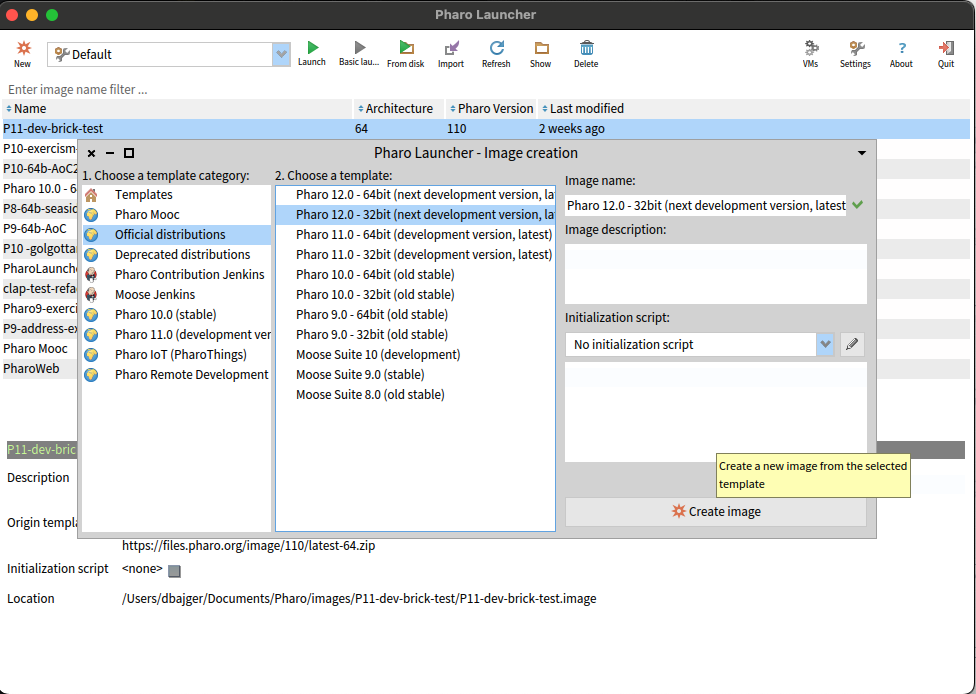 Pharo Launcher
New
Default
Launch
Basic lau...
From disk
Import
Refresh
Show
Delete
VMs
Settings
About
Quit
Enter image name filter ...
Name
Architecture
Pharo Version
Last modified
P11-dev-brick-test
64
110
2 weeks ago
P10-exercism-
P10-64b-AoC2
Pharo 10.0 - 6
P8-64b-seasid
P9-64b-AoC
P10 -golgottar
PharoLaunche
clap-test-refa
Pharo9-exerci
P9-address-ex
Pharo Mooc
PharoWeb
Pharo Launcher - Image creation
1. Choose a template category:
Templates
Pharo Mooc
Official distributions
Deprecated distributions
Pharo Contribution Jenkins
Moose Jenkins
Pharo 10.0 (stable)
Pharo 11.0 (development ver
Pharo IoT (PharoThings)
Pharo Remote Development
2. Choose a template:
Pharo 12.0 - 64bit (next development version, la
Pharo 12.0 - 32bit (next development version, la
Pharo 11.0 - 64bit (development version, latest)
Pharo 11.0 - 32bit (development version, latest)
Pharo 10.0 - 64bit (old stable)
Pharo 10.0 - 32bit (old stable)
Pharo 9.0 - 64bit (old stable)
Pharo 9.0 - 32bit (old stable)
Moose Suite 10 (development)
Moose Suite 9.0 (stable)
Moose Suite 8.0 (old stable)
Image name:
Pharo 12.0 - 32bit (next development version, latest
Image description:
Initialization script:
No initialization script
Create a new image from the selected
template
Create image
P11-dev-bric
Description
Origin templa
https://files.pharo.org/image/110/latest-64.zip
Initialization script
<none>
Location
/Users/dbajger/Documents/Pharo/images/P11-dev-brick-test/P11-dev-brick-test.image